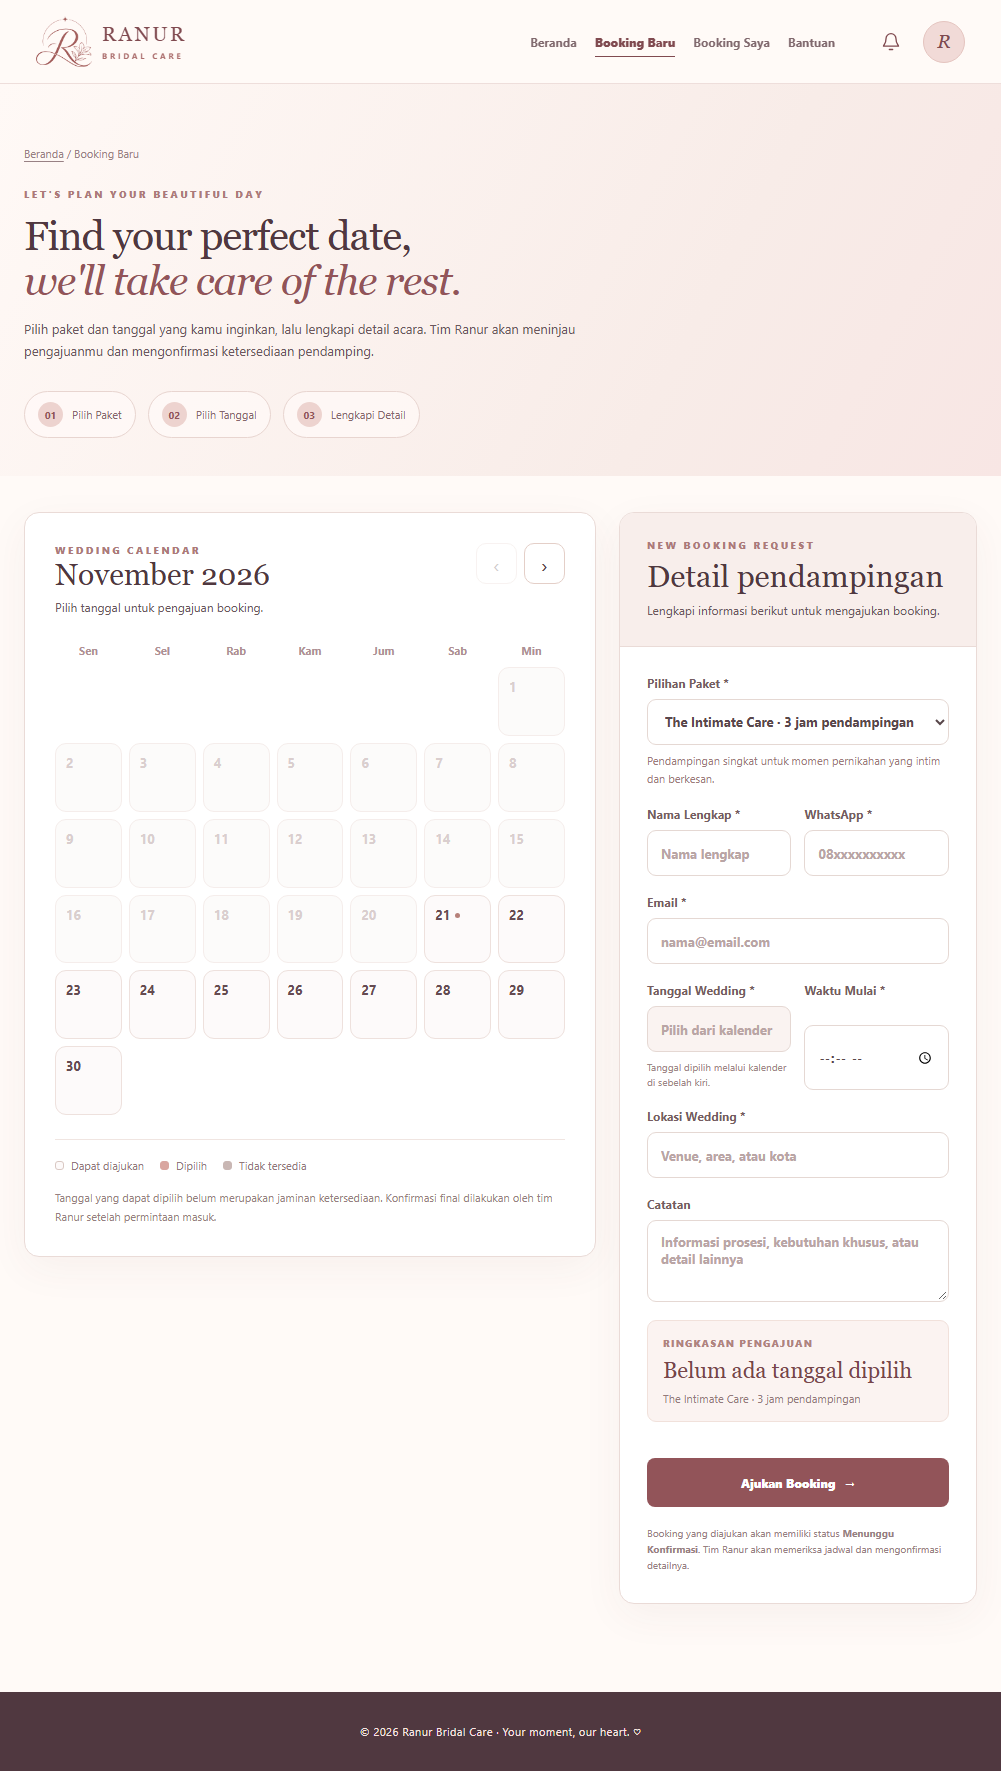 RANUR
BRIDAL CARE
Beranda
Booking Baru
Booking Saya
Bantuan
R
Beranda / Booking Baru
LET'S PLAN YOUR BEAUTIFUL DAY
Find your perfect date,
we'll take care of the rest.
Pilih paket dan tanggal yang kamu inginkan, lalu lengkapi detail acara. Tim Ranur akan meninjau
pengajuanmu dan mengonfirmasi ketersediaan pendamping.
01 Pilih Paket
02 Pilih Tanggal
03 Lengkapi Detail
WEDDING CALENDAR
November 2026
Pilih tanggal untuk pengajuan booking.
‹ ›
Sen Sel Rab Kam Jum Sab Min
1
2 3 4 5 6 7 8
9 10 11 12 13 14 15
16 17 18 19 20 21 • 22
23 24 25 26 27 28 29
30
Dapat diajukan Dipilih Tidak tersedia
Tanggal yang dapat dipilih belum merupakan jaminan ketersediaan. Konfirmasi final dilakukan oleh tim
Ranur setelah permintaan masuk.
NEW BOOKING REQUEST
Detail pendampingan
Lengkapi informasi berikut untuk mengajukan booking.
Pilihan Paket *
The Intimate Care · 3 jam pendampingan
Pendampingan singkat untuk momen pernikahan yang intim
dan berkesan.
Nama Lengkap * WhatsApp *
Nama lengkap 08xxxxxxxxxx
Email *
nama@email.com
Tanggal Wedding * Waktu Mulai *
Pilih dari kalender
--:-- --
Tanggal dipilih melalui kalender
di sebelah kiri.
Lokasi Wedding *
Venue, area, atau kota
Catatan
Informasi prosesi, kebutuhan khusus, atau
detail lainnya
RINGKASAN PENGAJUAN
Belum ada tanggal dipilih
The Intimate Care · 3 jam pendampingan
Ajukan Booking →
Booking yang diajukan akan memiliki status Menunggu
Konfirmasi. Tim Ranur akan memeriksa jadwal dan mengonfirmasi
detailnya.
© 2026 Ranur Bridal Care · Your moment, our heart. ♡